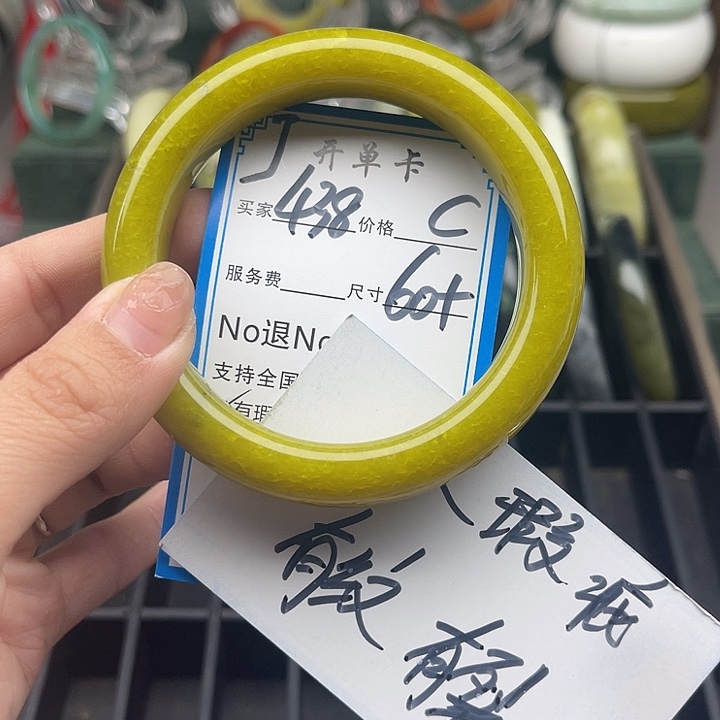 开单卡
买家 438 价格 C
服务费 尺寸 60+
No退No
支持全国
有瑕
瑕疵
有纹
有裂